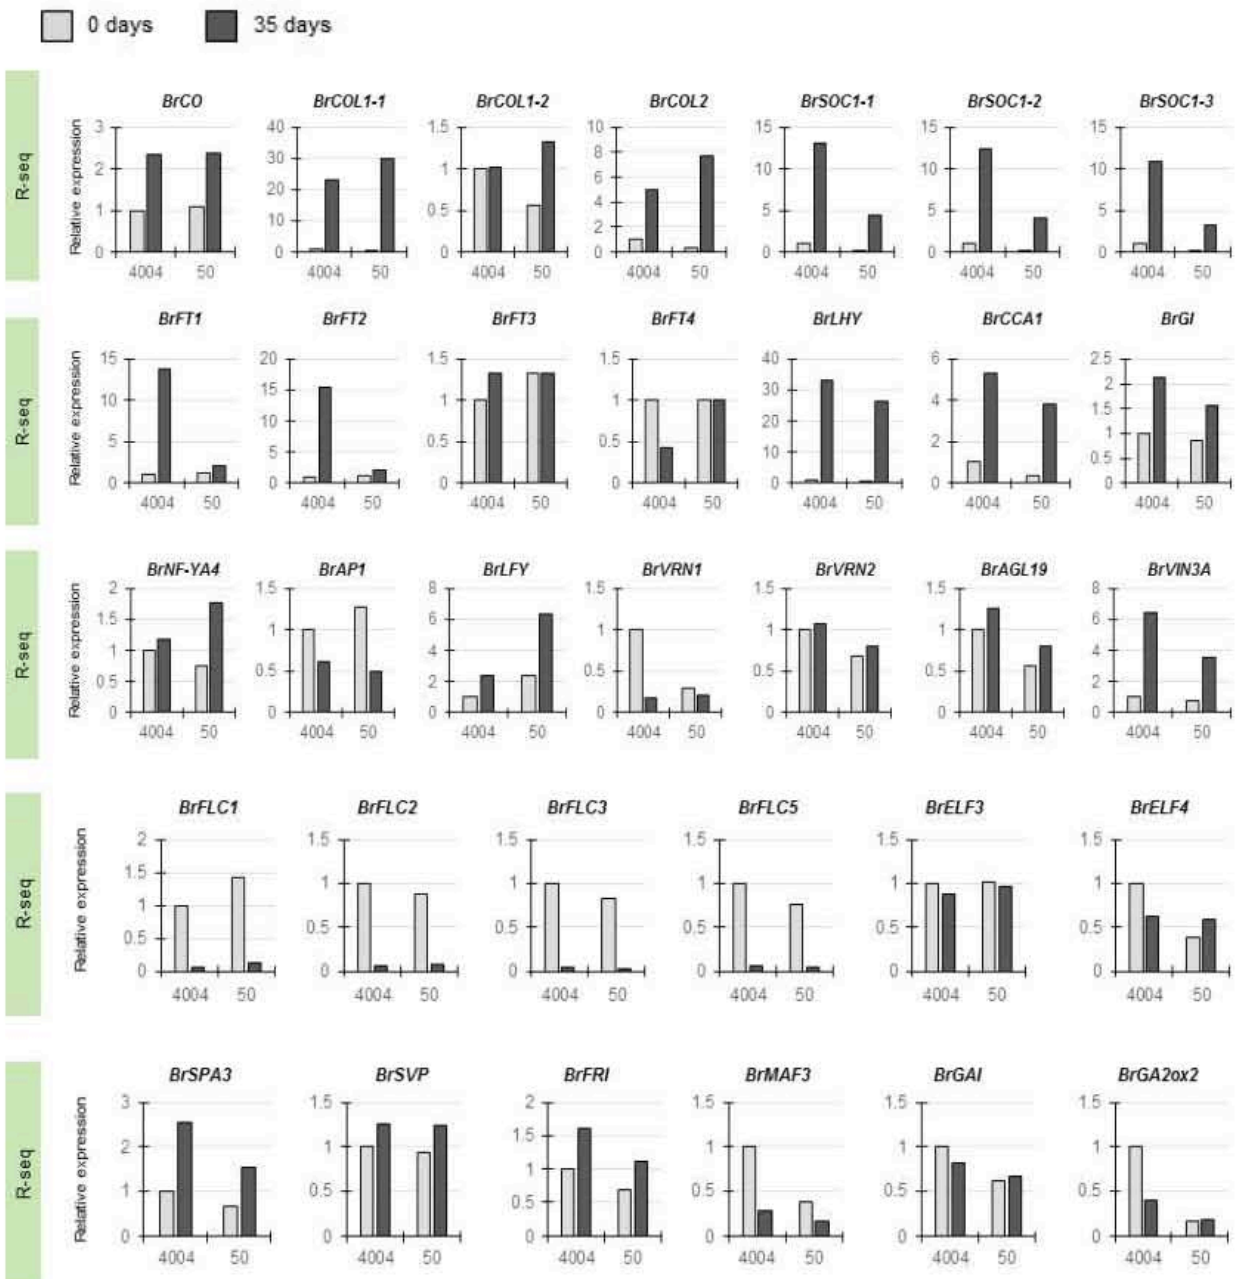 0 days 35 days
BrCO BrCOL1-1 BrCOL1-2 BrCOL2 BrSOC1-1 BrSOC1-2 BrSOC1-3
R-seq
Relative expression
3 2 1 0
40 30 20 10 0
1.5 1 0.5 0
10 8 6 4 2 0
15 10 5 0
15 10 5 0
15 10 5 0
4004 50 4004 50 4004 50 4004 50 4004 50 4004 50 4004 50
BrFT1 BrFT2 BrFT3 BrFT4 BrLHY BrCCA1 BrGI
R-seq
Relative expression
15 10 5 0
20 15 10 5 0
1.5 1 0.5 0
1.5 1 0.5 0
40 30 20 10 0
6 4 2 0
2.5 2 1.5 1 0.5 0
4004 50 4004 50 4004 50 4004 50 4004 50 4004 50 4004 50
BrNF-YA4 BrAP1 BrLFY BrVRN1 BrVRN2 BrAGL19 BrVIN3A
R-seq
Relative expression
2 1.5 1 0.5 0
1.5 1 0.5 0
8 6 4 2 0
1.5 1 0.5 0
1.5 1 0.5 0
1.5 1 0.5 0
8 6 4 2 0
4004 50 4004 50 4004 50 4004 50 4004 50 4004 50 4004 50
BrFLC1 BrFLC2 BrFLC3 BrFLC5 BrELF3 BrELF4
R-seq
Relative expression
2 1.5 1 0.5 0
1.5 1 0.5 0
1.5 1 0.5 0
1.5 1 0.5 0
1.5 1 0.5 0
1.5 1 0.5 0
4004 50 4004 50 4004 50 4004 50 4004 50 4004 50
BrSPA3 BrSVP BrFRI BrMAF3 BrGAI BrGA2ox2
R-seq
Relative expression
3 2 1 0
1.5 1 0.5 0
2 1.5 1 0.5 0
1.5 1 0.5 0
1.5 1 0.5 0
1.5 1 0.5 0
4004 50 4004 50 4004 50 4004 50 4004 50 4004 50